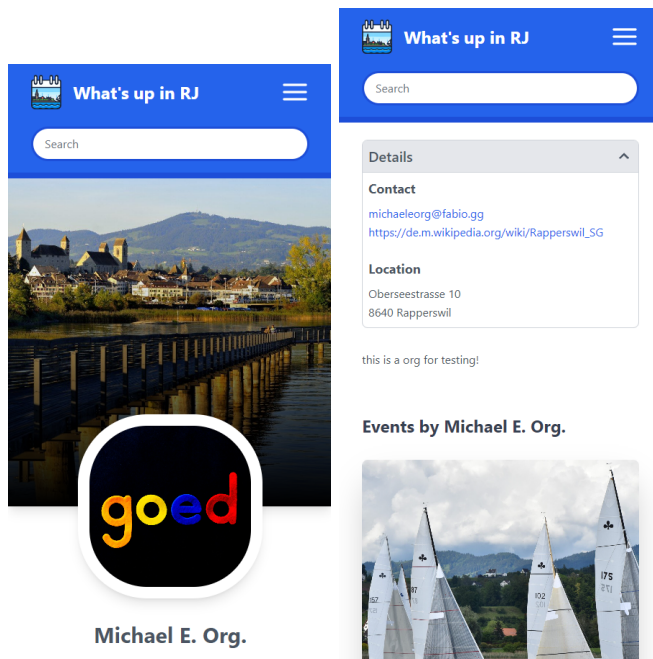 What's up in RJ
Search
goed
Michael E. Org.
What's up in RJ
Search
Details
Contact
michaeleorg@fabio.gg
https://de.m.wikipedia.org/wiki/Rapperswil_SG
Location
Oberseestrasse 10
8640 Rapperswil
this is a org for testing!
Events by Michael E. Org.
175
102